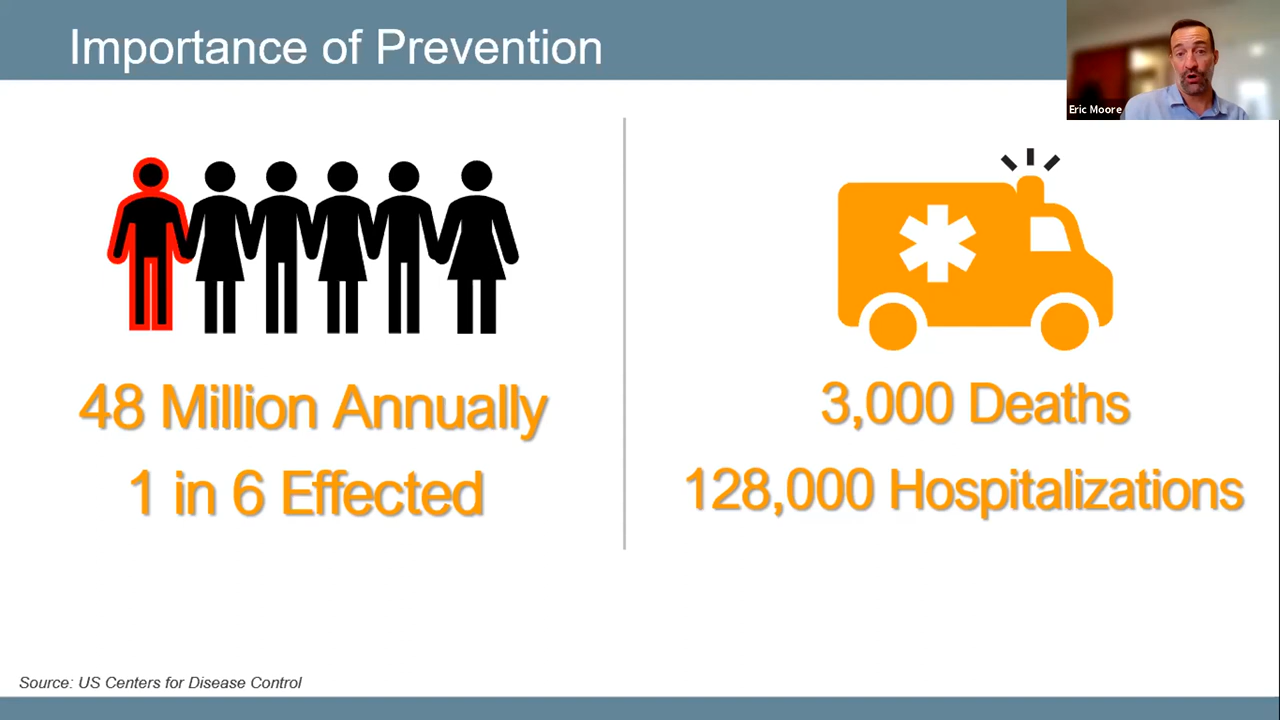 Importance of Prevention
Eric Moore
48 Million Annually
1 in 6 Effected
3,000 Deaths
128,000 Hospitalizations
Source: US Centers for Disease Control